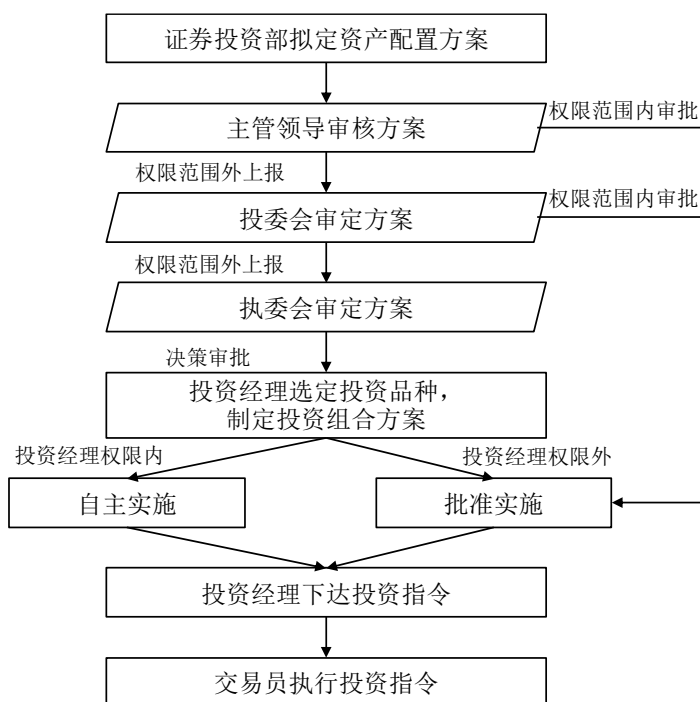 证券投资部拟定资产配置方案
主管领导审核方案
权限范围内审批
权限范围外上报
投委会审定方案
权限范围内审批
权限范围外上报
执委会审定方案
决策审批
投资经理选定投资品种，
制定投资组合方案
投资经理权限内
投资经理权限外
自主实施
批准实施
投资经理下达投资指令
交易员执行投资指令